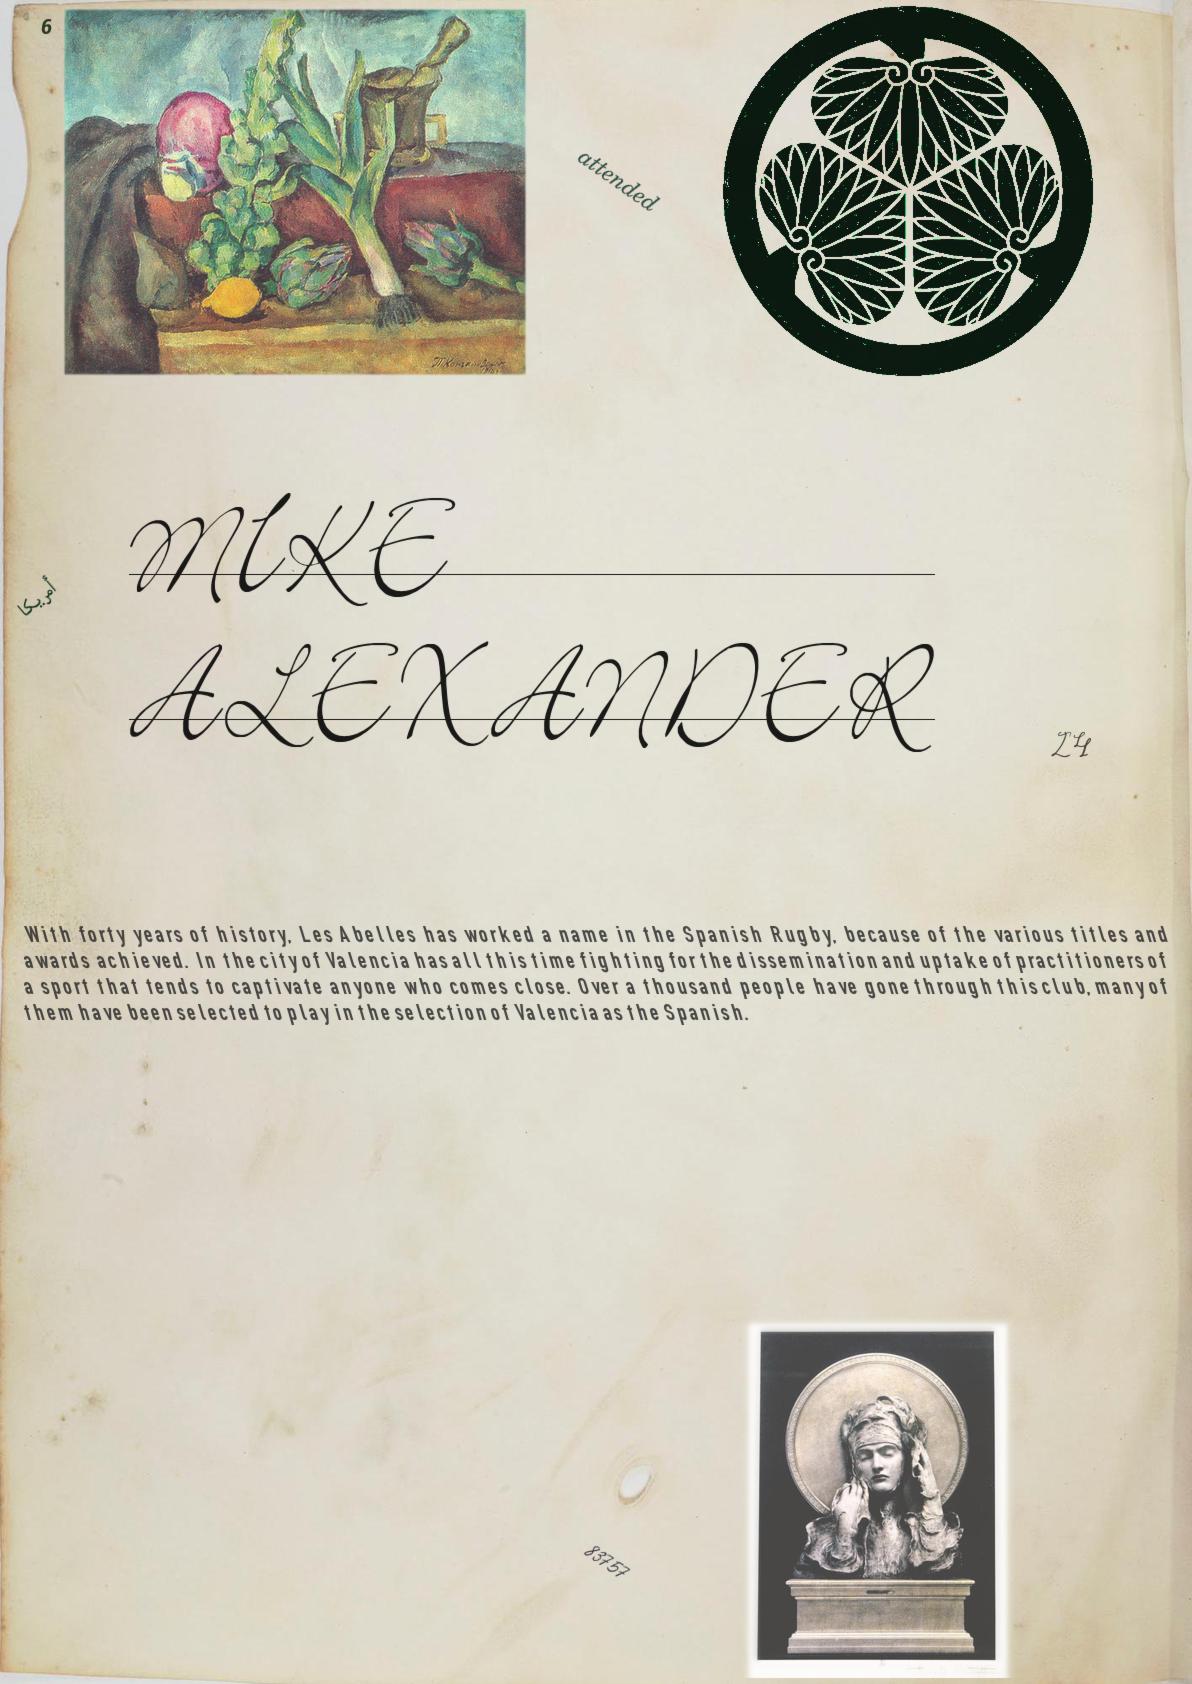 6
attended
MIKE
أمريكا
ALEXANDER
24
With forty years of history, Les Abelles has worked a name in the Spanish Rugby, because of the various titles and
awards achieved. In the city of Valencia has all this time fighting for the dissemination and uptake of practitioners of
a sport that tends to captivate anyone who comes close. Over a thousand people have gone through this club, many of
them have been selected to play in the selection of Valencia as the Spanish.
83757